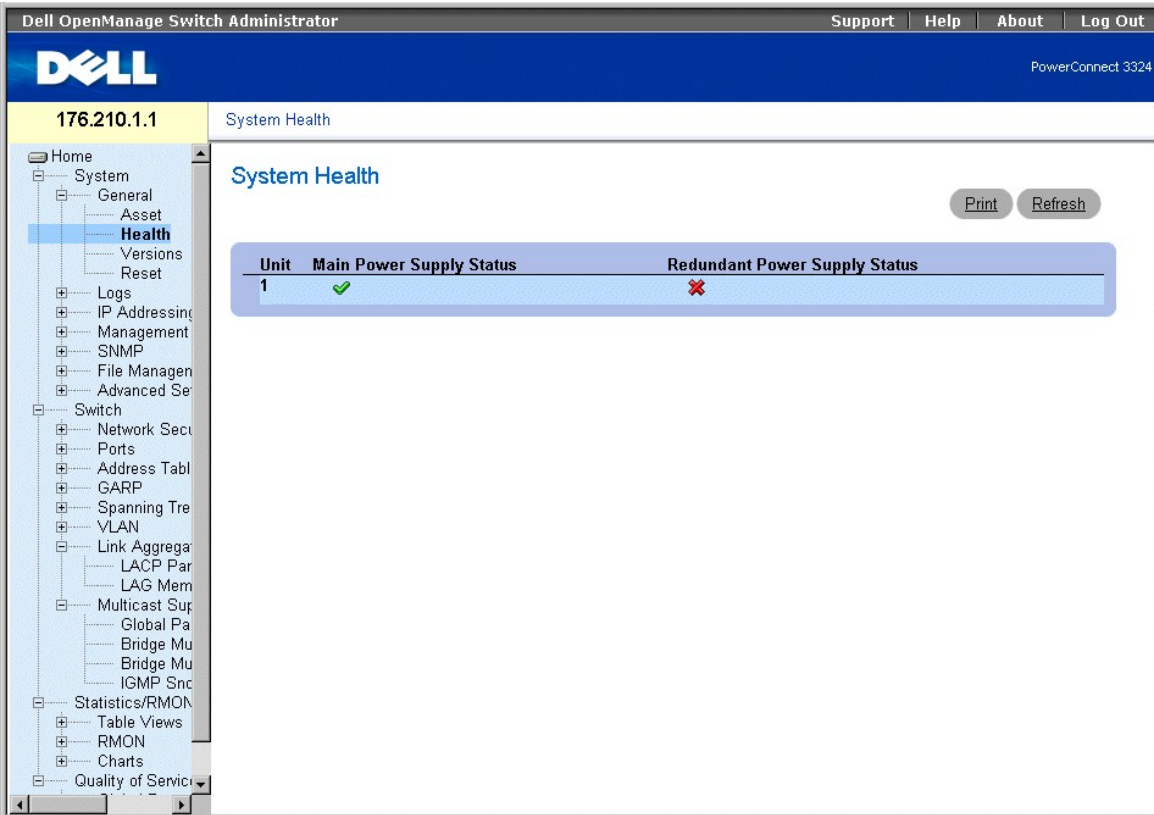 Dell OpenManage Switch Administrator Support Help About Log Out
DELL
PowerConnect 3324
176.210.1.1
System Health
Home
System
General
Asset
Health
Versions
Reset
Logs
IP Addressing
Management
SNMP
File Managen
Advanced Se
Switch
Network Secu
Ports
Address Tabl
GARP
Spanning Tre
VLAN
Link Aggrega
LACP Par
LAG Mem
Multicast Sup
Global Pa
Bridge Mu
Bridge Mu
IGMP Sno
Statistics/RMON
Table Views
RMON
Charts
Quality of Servic
System Health
Print Refresh
Unit Main Power Supply Status Redundant Power Supply Status
1